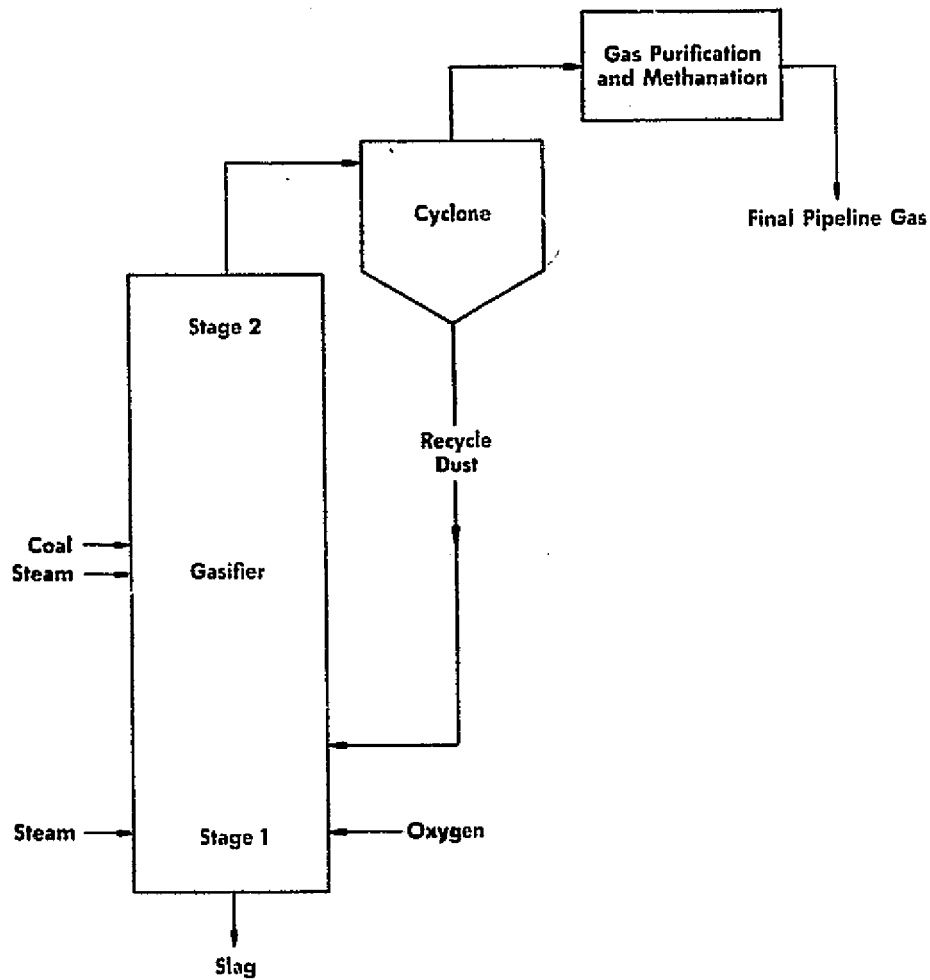 Gas Purification
and Methanation
Cyclone
Final Pipeline Gas
Stage 2
Recycle
Dust
Coal
Steam
Gasifier
Steam
Stage 1
Oxygen
Slag